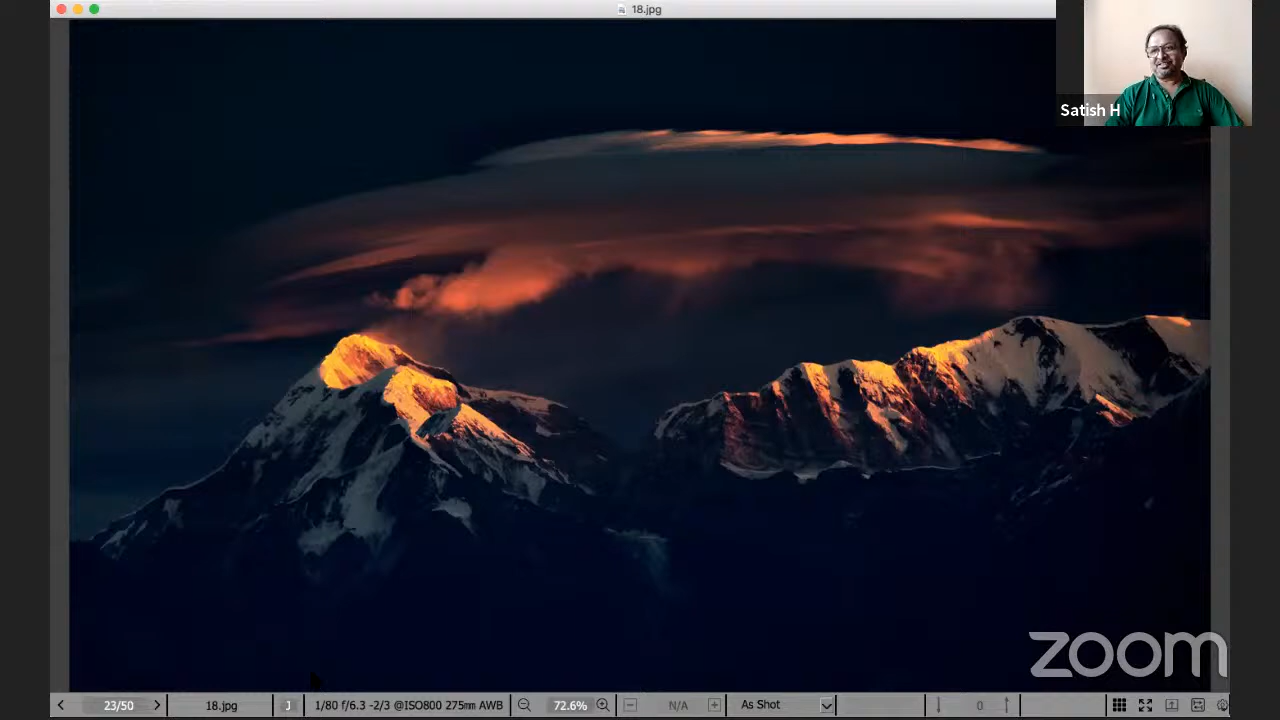 18.jpg
Satish H
zoom
23/50
18.jpg
J
1/80 f/6.3 -2/3 @ISO800 275mm AWB
72.6%
N/A
As Shot
0